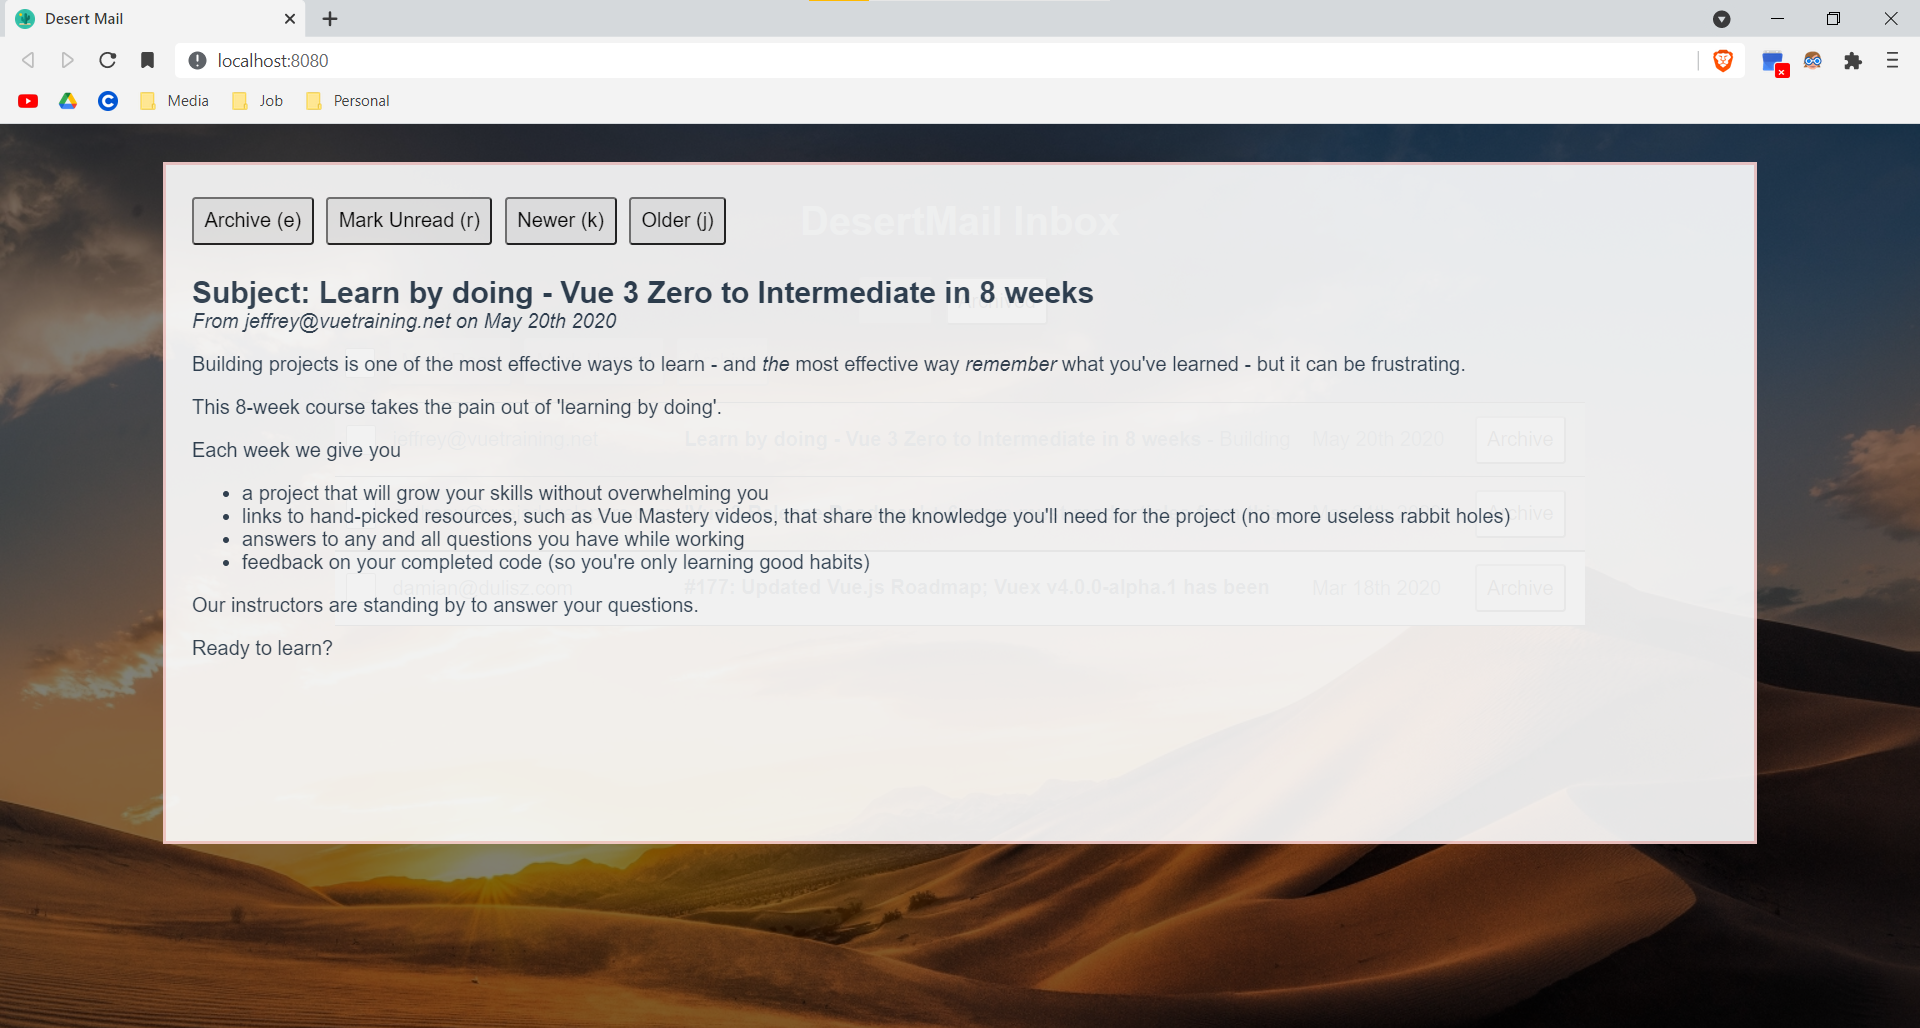 Desert Mail
localhost:8080
Media
Job
Personal
Archive (e)
Mark Unread (r)
Newer (k)
Older (j)
DesertMail Inbox
Subject: Learn by doing - Vue 3 Zero to Intermediate in 8 weeks
From jeffrey@vuetraining.net on May 20th 2020
Building projects is one of the most effective ways to learn - and the most effective way remember what you've learned - but it can be frustrating.
This 8-week course takes the pain out of 'learning by doing'.
jeffrey@vuetraining.net Learn by doing - Vue 3 Zero to Intermediate in 8 weeks - Building May 20th 2020 Archive
Each week we give you
• a project that will grow your skills without overwhelming you
• links to hand-picked resources, such as Vue Mastery videos, that share the knowledge you'll need for the project (no more useless rabbit holes)
• answers to any and all questions you have while working
• feedback on your completed code (so you're only learning good habits)
damian@dulisz.com #177: Updated Vue.js Roadmap; Vuex v4.0.0-alpha.1 has been Mar 18th 2020 Archive
Our instructors are standing by to answer your questions.
Ready to learn?